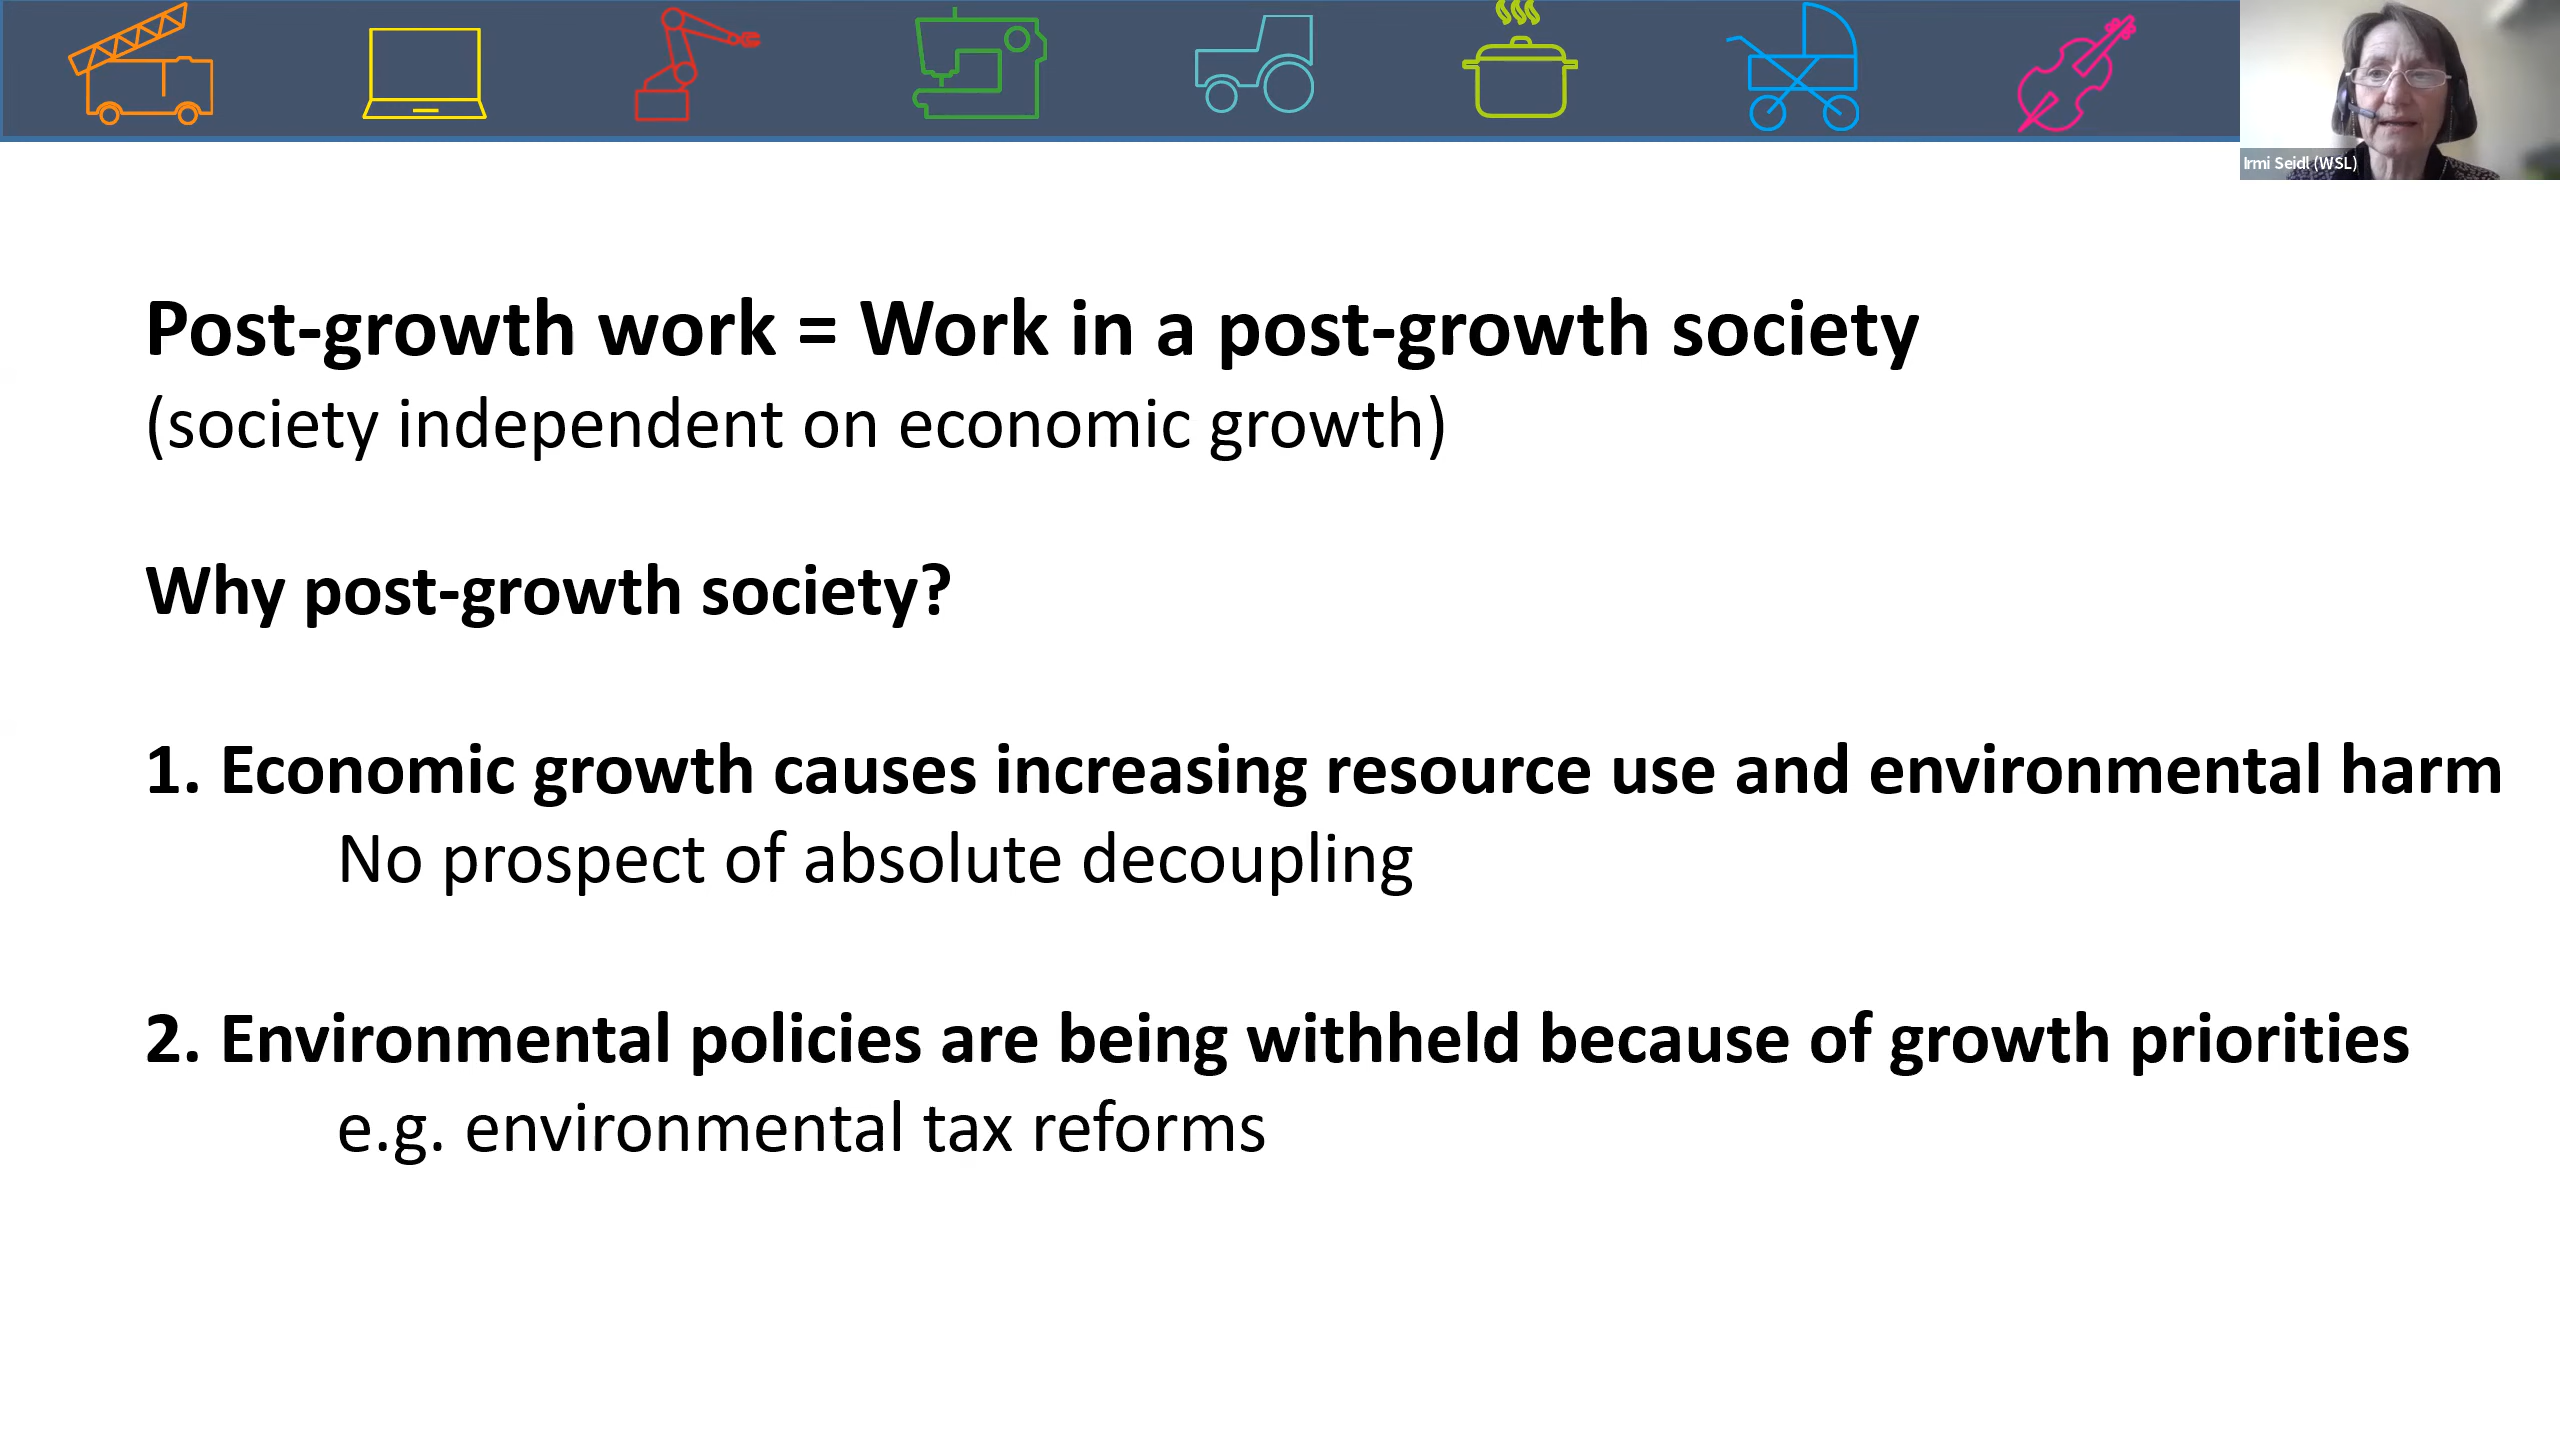 Irmi Seidl (WSL)
Post-growth work = Work in a post-growth society
(society independent on economic growth)
Why post-growth society?
1. Economic growth causes increasing resource use and environmental harm
No prospect of absolute decoupling
2. Environmental policies are being withheld because of growth priorities
e.g. environmental tax reforms